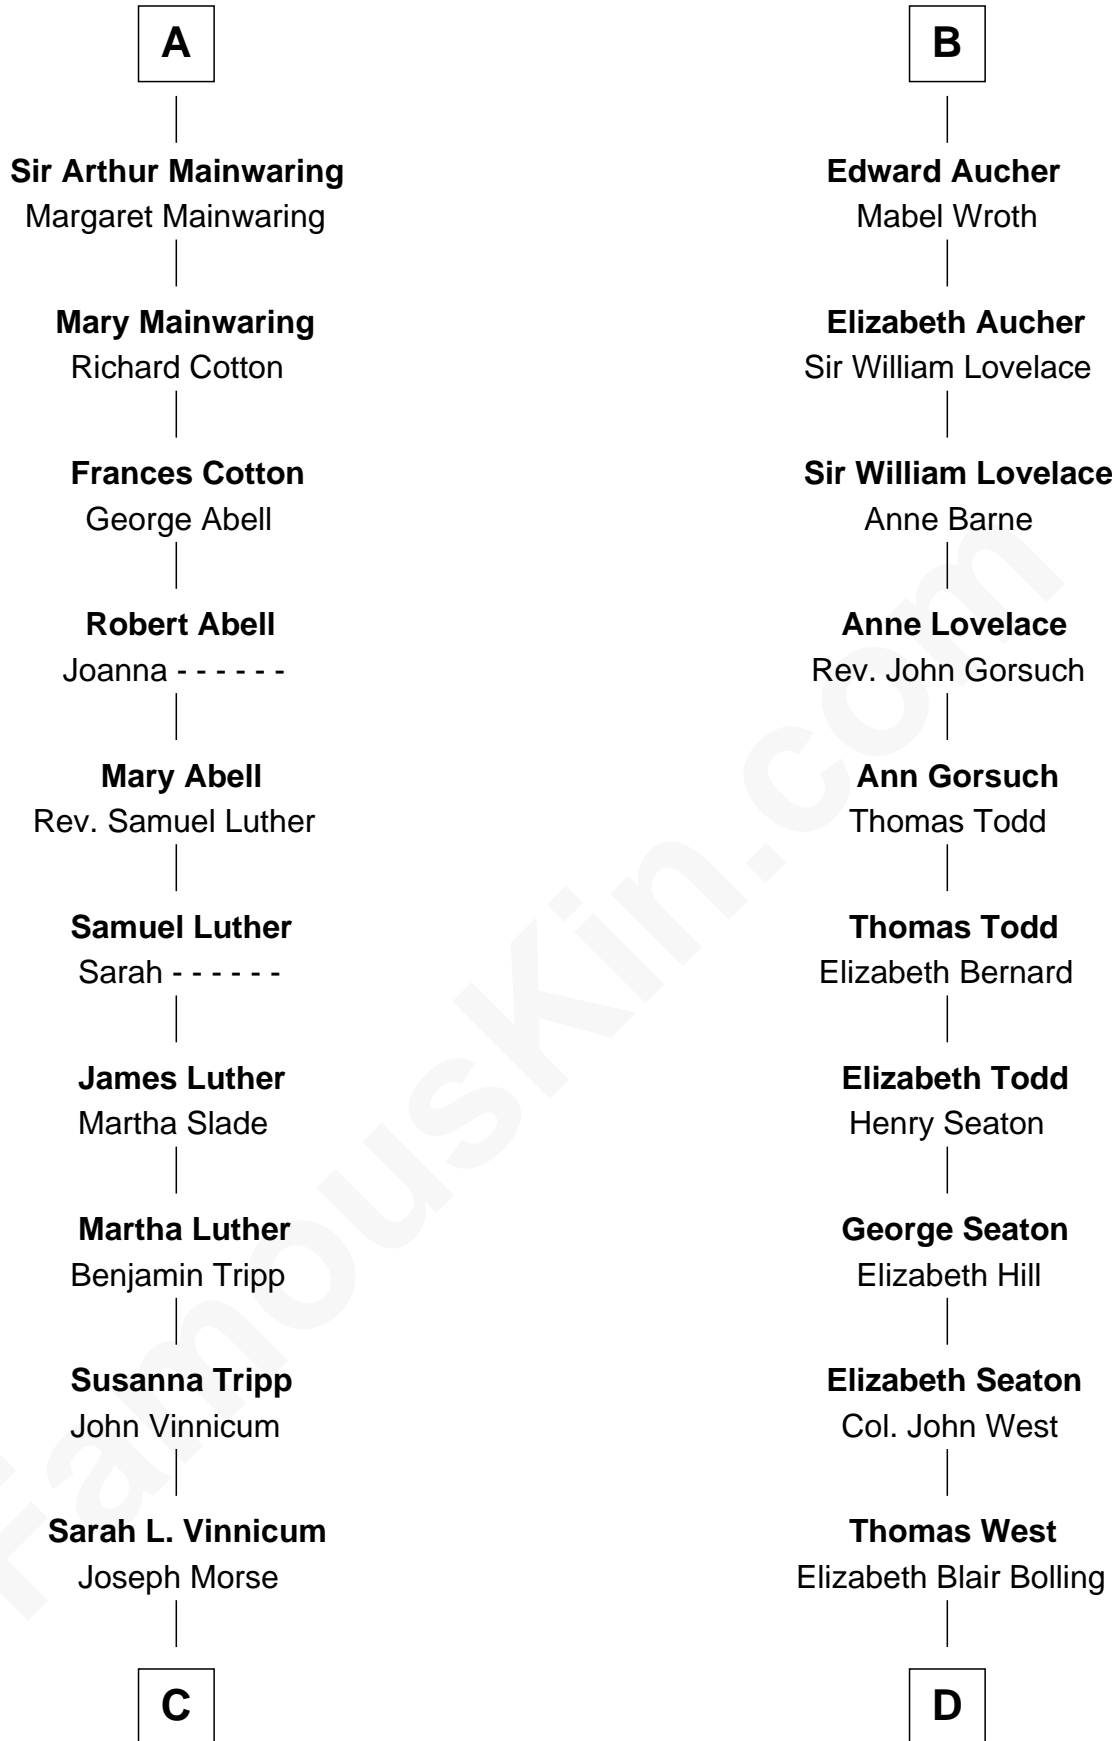 A
Sir Arthur Mainwaring
Margaret Mainwaring
Mary Mainwaring
Richard Cotton
Frances Cotton
George Abell
Robert Abell
Joanna - - - - - -
Mary Abell
Rev. Samuel Luther
Samuel Luther
Sarah - - - - - -
James Luther
Martha Slade
Martha Luther
Benjamin Tripp
Susanna Tripp
John Vinnicum
Sarah L. Vinnicum
Joseph Morse
C
B
Edward Aucher
Mabel Wroth
Elizabeth Aucher
Sir William Lovelace
Sir William Lovelace
Anne Barne
Anne Lovelace
Rev. John Gorsuch
Ann Gorsuch
Thomas Todd
Thomas Todd
Elizabeth Bernard
Elizabeth Todd
Henry Seaton
George Seaton
Elizabeth Hill
Elizabeth Seaton
Col. John West
Thomas West
Elizabeth Blair Bolling
D
FamousKin.com